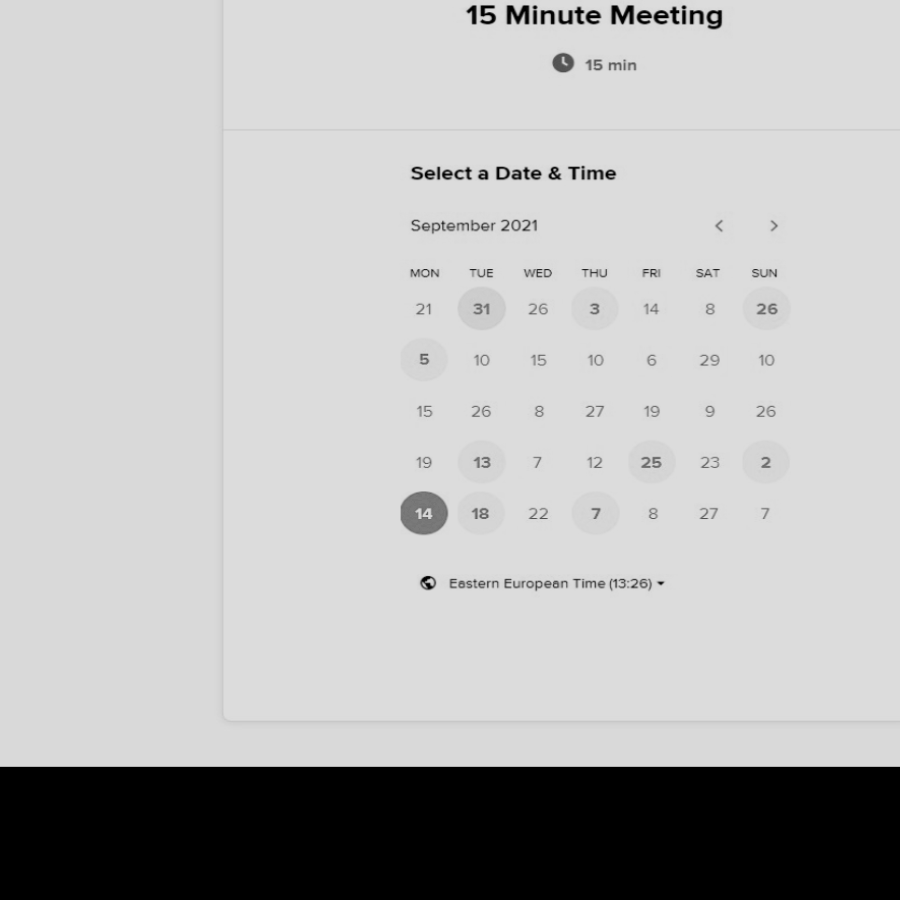 15 Minute Meeting
15 min
Select a Date & Time
September 2021
MON TUE WED THU FRI SAT SUN
21 31 26 3 14 8 26
5 10 15 10 6 29 10
15 26 8 27 19 9 26
19 13 7 12 25 23 2
14 18 22 7 8 27 7
Eastern European Time (13:26)